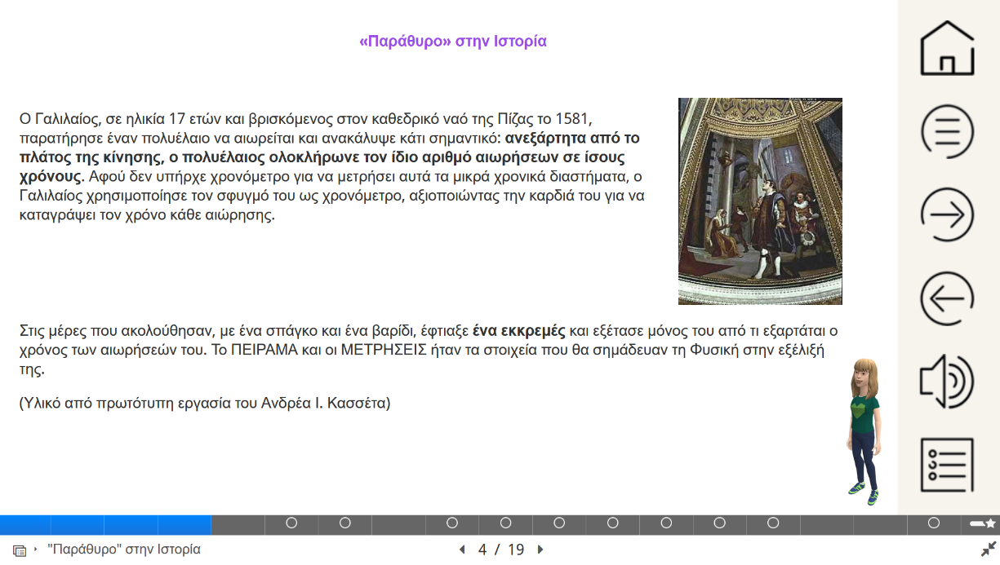 «Παράθυρο» στην Ιστορία
Ο Γαλιλαίος, σε ηλικία 17 ετών και βρισκόμενος στον καθεδρικό ναό της Πίζας το 1581,
παρατήρησε έναν πολυέλαιο να αιωρείται και ανακάλυψε κάτι σημαντικό: ανεξάρτητα από το
πλάτος της κίνησης, ο πολυέλαιος ολοκλήρωνε τον ίδιο αριθμό αιωρήσεων σε ίσους
χρόνους. Αφού δεν υπήρχε χρονόμετρο για να μετρήσει αυτά τα μικρά χρονικά διαστήματα, ο
Γαλιλαίος χρησιμοποίησε τον σφυγμό του ως χρονόμετρο, αξιοποιώντας την καρδιά του για να
καταγράψει τον χρόνο κάθε αιώρησης.
Στις μέρες που ακολούθησαν, με ένα σπάγκο και ένα βαρίδι, έφτιαξε ένα εκκρεμές και εξέτασε μόνος του από τι εξαρτάται ο
χρόνος των αιωρήσεών του. Το ΠΕΙΡΑΜΑ και οι ΜΕΤΡΗΣΕΙΣ ήταν τα στοιχεία που θα σημάδευαν τη Φυσική στην εξέλιξή
της.
(Υλικό από πρωτότυπη εργασία του Ανδρέα Ι. Κασσέτα)
"Παράθυρο" στην Ιστορία
4 / 19